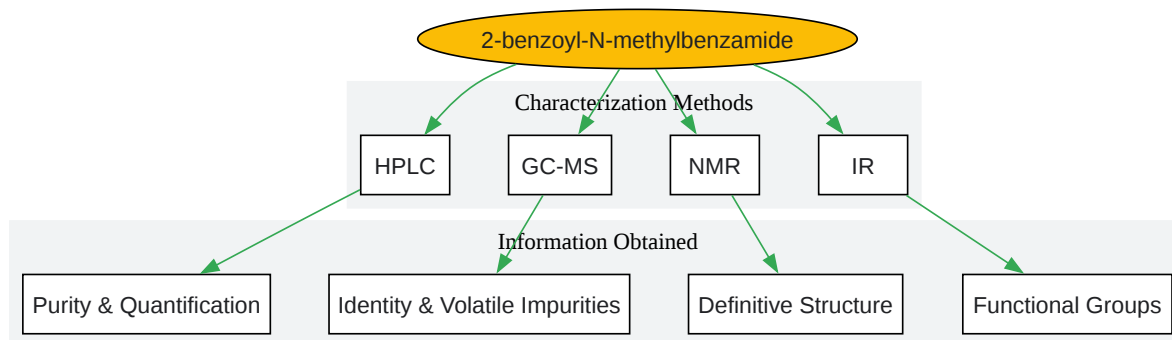 2-benzoyl-N-methylbenzamide
Characterization Methods
HPLC
GC-MS
NMR
IR
Information Obtained
Purity & Quantification
Identity & Volatile Impurities
Definitive Structure
Functional Groups